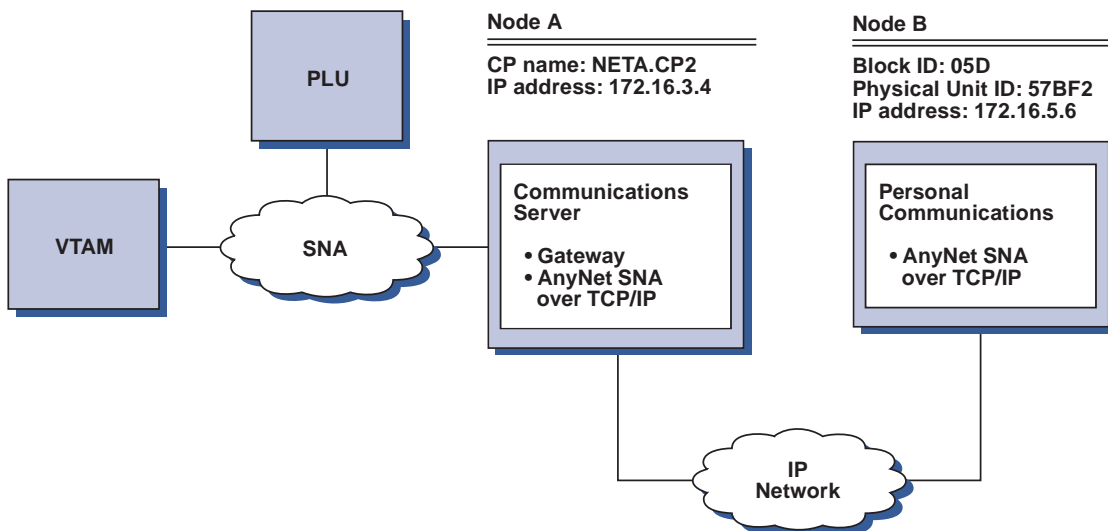 Node A
CP name: NETA.CP2
IP address: 172.16.3.4
Node B
Block ID: 05D
Physical Unit ID: 57BF2
IP address: 172.16.5.6
PLU
VTAM
SNA
Communications
Server
• Gateway
• AnyNet SNA
over TCP/IP
Personal
Communications
• AnyNet SNA
over TCP/IP
IP
Network